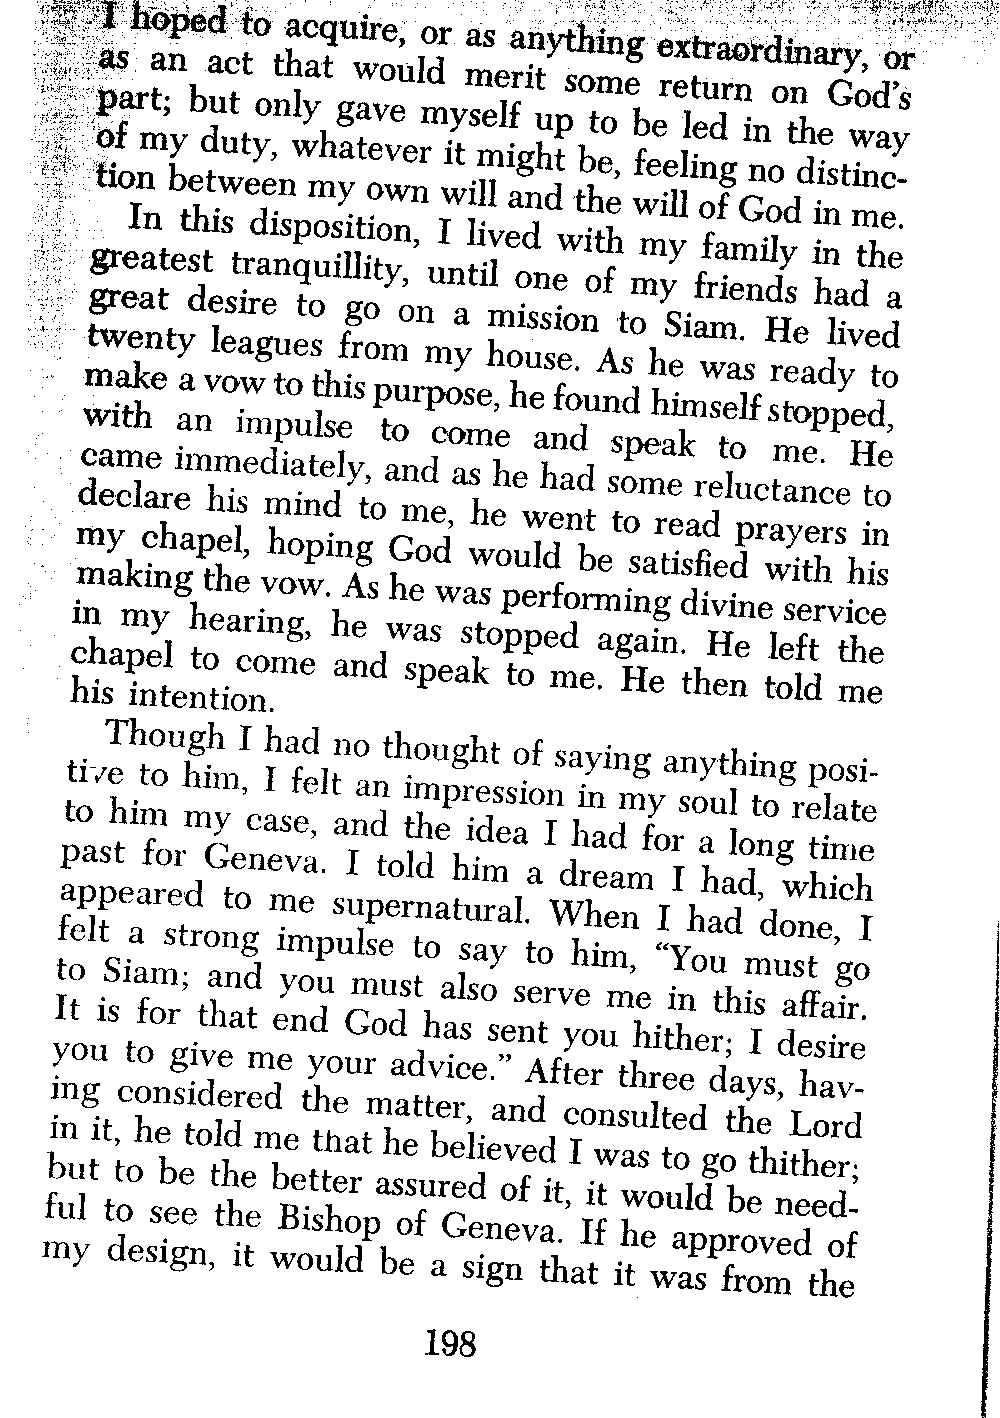 I hoped to acquire, or as anything extraordinary, or
as an act that would merit some return on God's
part; but only gave myself up to be led in the way
of my duty, whatever it might be, feeling no distinc-
tion between my own will and the will of God in me.
In this disposition, I lived with my family in the
greatest tranquillity, until one of my friends had a
great desire to go on a mission to Siam. He lived
twenty leagues from my house. As he was ready to
make a vow to this purpose, he found himself stopped,
with an impulse to come and speak to me. He
came immediately, and as he had some reluctance to
declare his mind to me, he went to read prayers in
my chapel, hoping God would be satisfied with his
making the vow. As he was performing divine service
in my hearing, he was stopped again. He left the
chapel to come and speak to me. He then told me
his intention.
Though I had no thought of saying anything posi-
tive to him, I felt an impression in my soul to relate
to him my case, and the idea I had for a long time
past for Geneva. I told him a dream I had, which
appeared to me supernatural. When I had done, I
felt a strong impulse to say to him, “You must go
to Siam; and you must also serve me in this affair.
It is for that end God has sent you hither; I desire
you to give me your advice.” After three days, hav-
ing considered the matter, and consulted the Lord
in it, he told me that he believed I was to go thither;
but to be the better assured of it, it would be need-
ful to see the Bishop of Geneva. If he approved of
my design, it would be a sign that it was from the
198